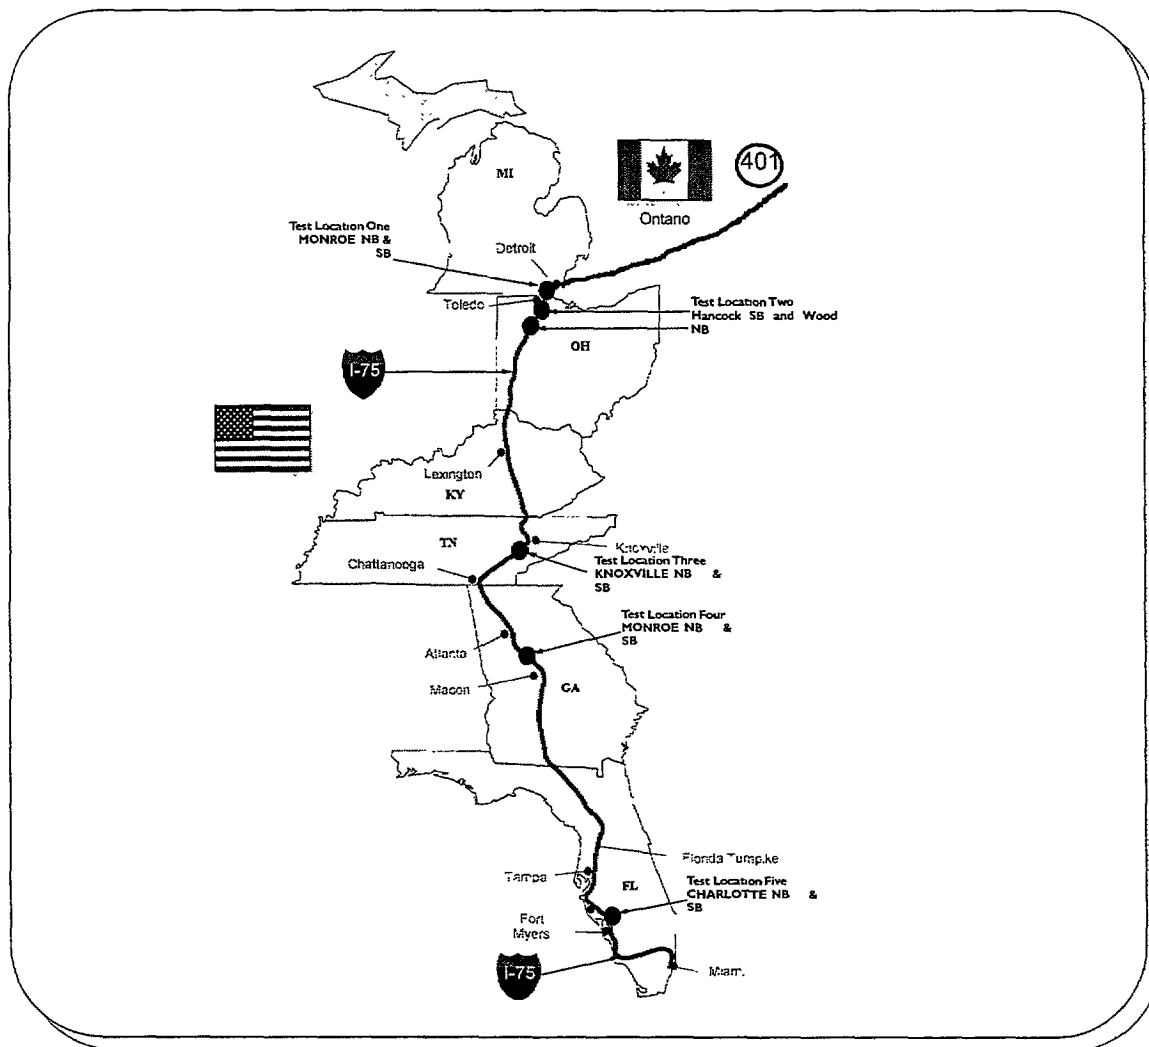 MI
401
Ontario
Test Location One
MONROE NB &
SB
Detroit
Toledo
Test Location Two
Hancock SB and Wood
NB
OH
I-75
Lexington
KY
TN
Knoxville
Test Location Three
KNOXVILLE NB &
SB
Chattanooga
Test Location Four
MONROE NB &
SB
Atlanta
Macon
GA
Florida Turnpike
Tampa
FL
Test Location Five
CHARLOTTE NB &
SB
Fort
Myers
I-75
Miami